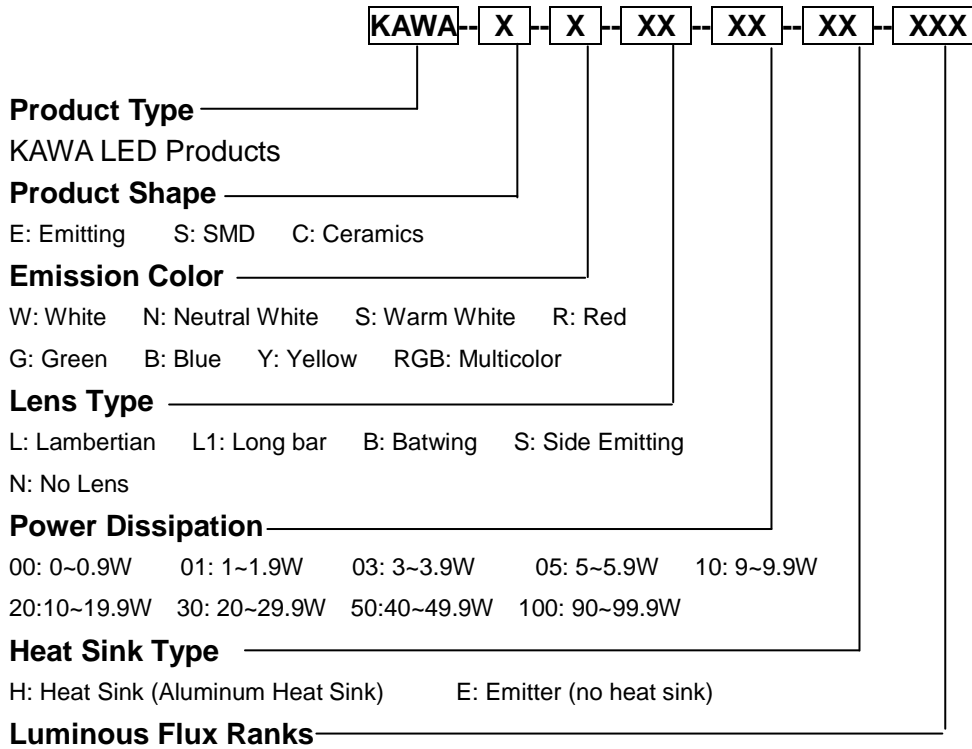 KAWA-- X -- X -- XX -- XX -- XX -- XXX
Product Type
KAWA LED Products
Product Shape
E: Emitting S: SMD C: Ceramics
Emission Color
W: White N: Neutral White S: Warm White R: Red
G: Green B: Blue Y: Yellow RGB: Multicolor
Lens Type
L: Lambertian L1: Long bar B: Batwing S: Side Emitting
N: No Lens
Power Dissipation
00: 0~0.9W 01: 1~1.9W 03: 3~3.9W 05: 5~5.9W 10: 9~9.9W
20:10~19.9W 30: 20~29.9W 50:40~49.9W 100: 90~99.9W
Heat Sink Type
H: Heat Sink (Aluminum Heat Sink) E: Emitter (no heat sink)
Luminous Flux Ranks